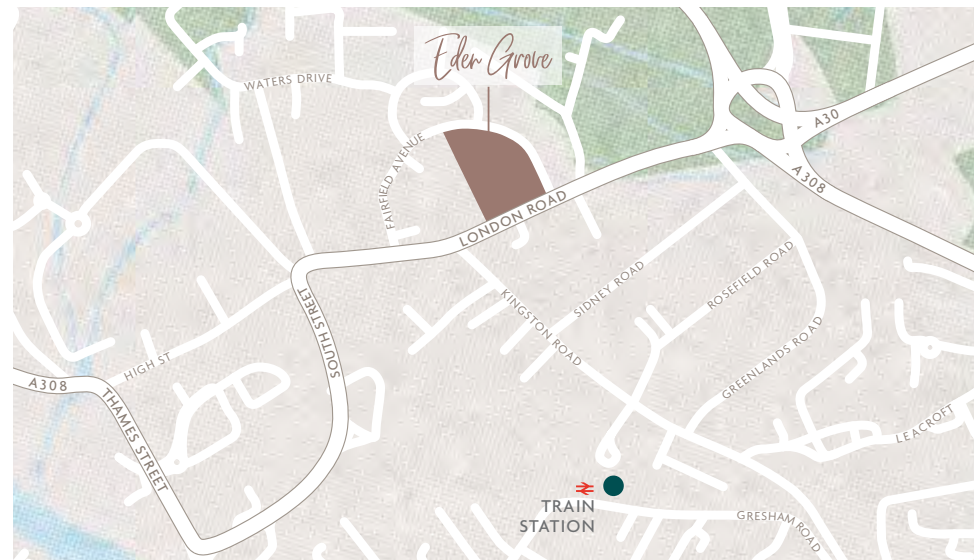 Eden Grove
WATERS DRIVE
A30
FAIRFIELD AVENUE
A308
LONDON ROAD
SIDNEY ROAD
ROSEFIELD ROAD
KINGSTON ROAD
SOUTH STREET
GREENLANDS ROAD
HIGH ST
A308
THAMES STREET
LEACROFT
TRAIN
STATION
GRESHAM ROAD